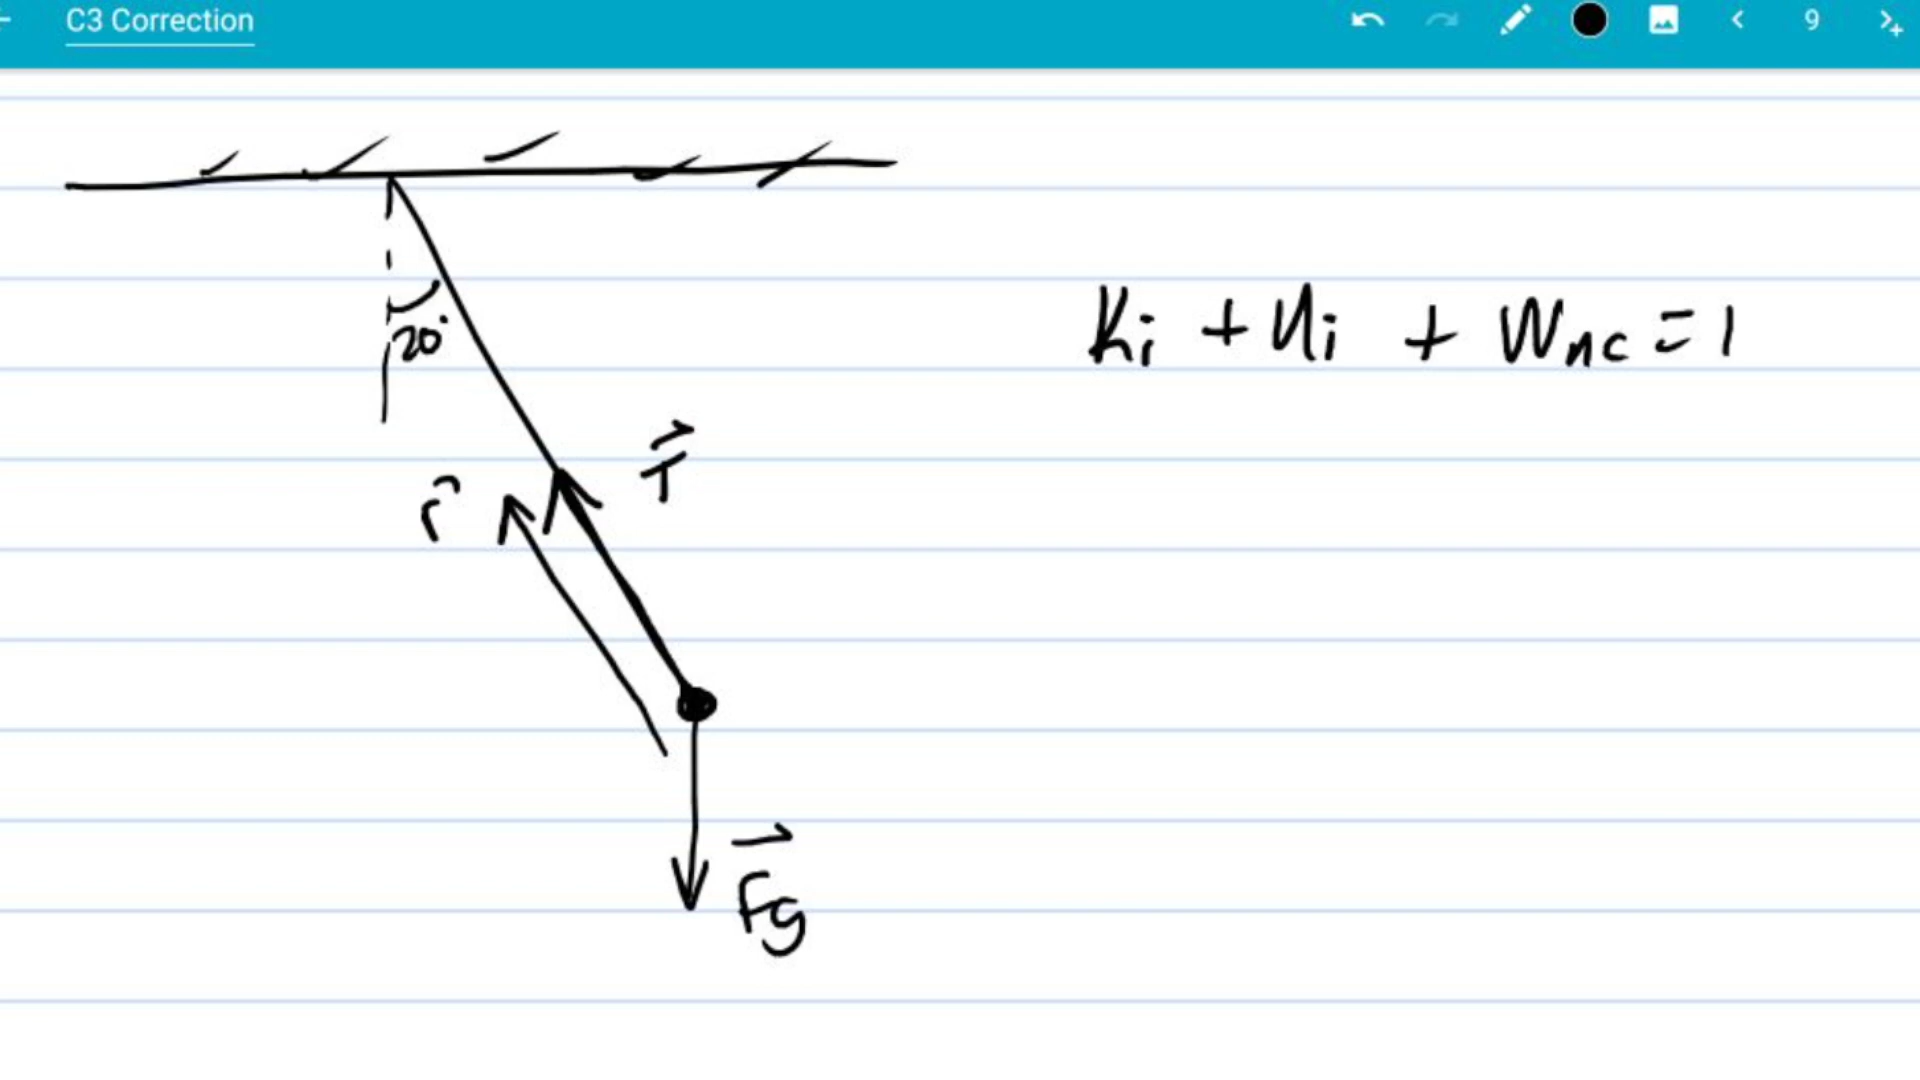 C3 Correction
9
20°
Ki + Ui + Wnc = 1
T
r̂
Fg